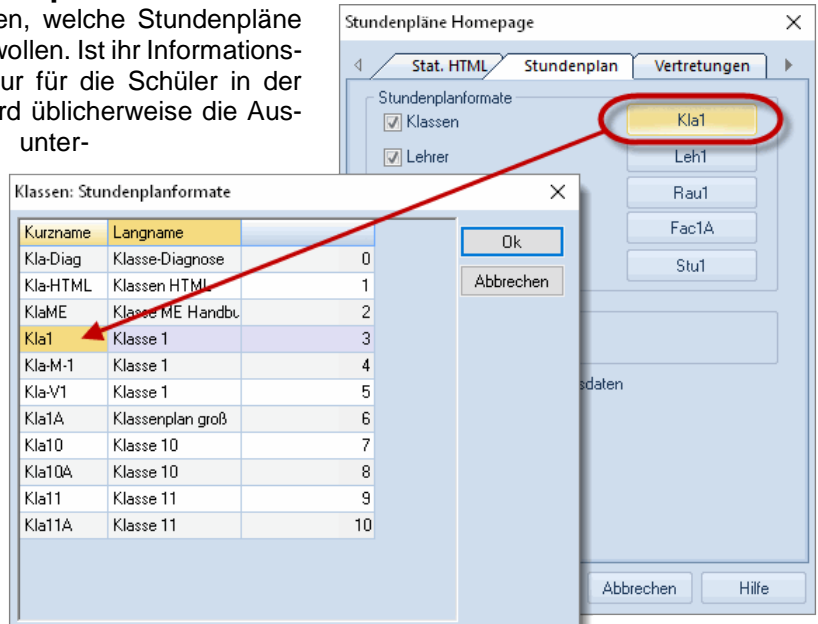 en, welche Stundenpläne
wollen. Ist ihr Informations-
ur für die Schüler in der
rd üblicherweise die Aus-
unter-
Stundenpläne Homepage
Stat. HTML Stundenplan Vertretungen
Stundenplanformate
Klassen Kla1
Lehrer Leh1
Rau1
Fac1A
Stu1
sdaten
Abbrechen Hilfe
Klassen: Stundenplanformate
Kurzname Langname
Kla-Diag Klasse-Diagnose 0
Kla-HTML Klassen HTML 1
KlaME Klasse ME Handbu 2
Kla1 Klasse 1 3
Kla-M-1 Klasse 1 4
Kla-V1 Klasse 1 5
Kla1A Klassenplan groß 6
Kla10 Klasse 10 7
Kla10A Klasse 10 8
Kla11 Klasse 11 9
Kla11A Klasse 11 10
Ok
Abbrechen